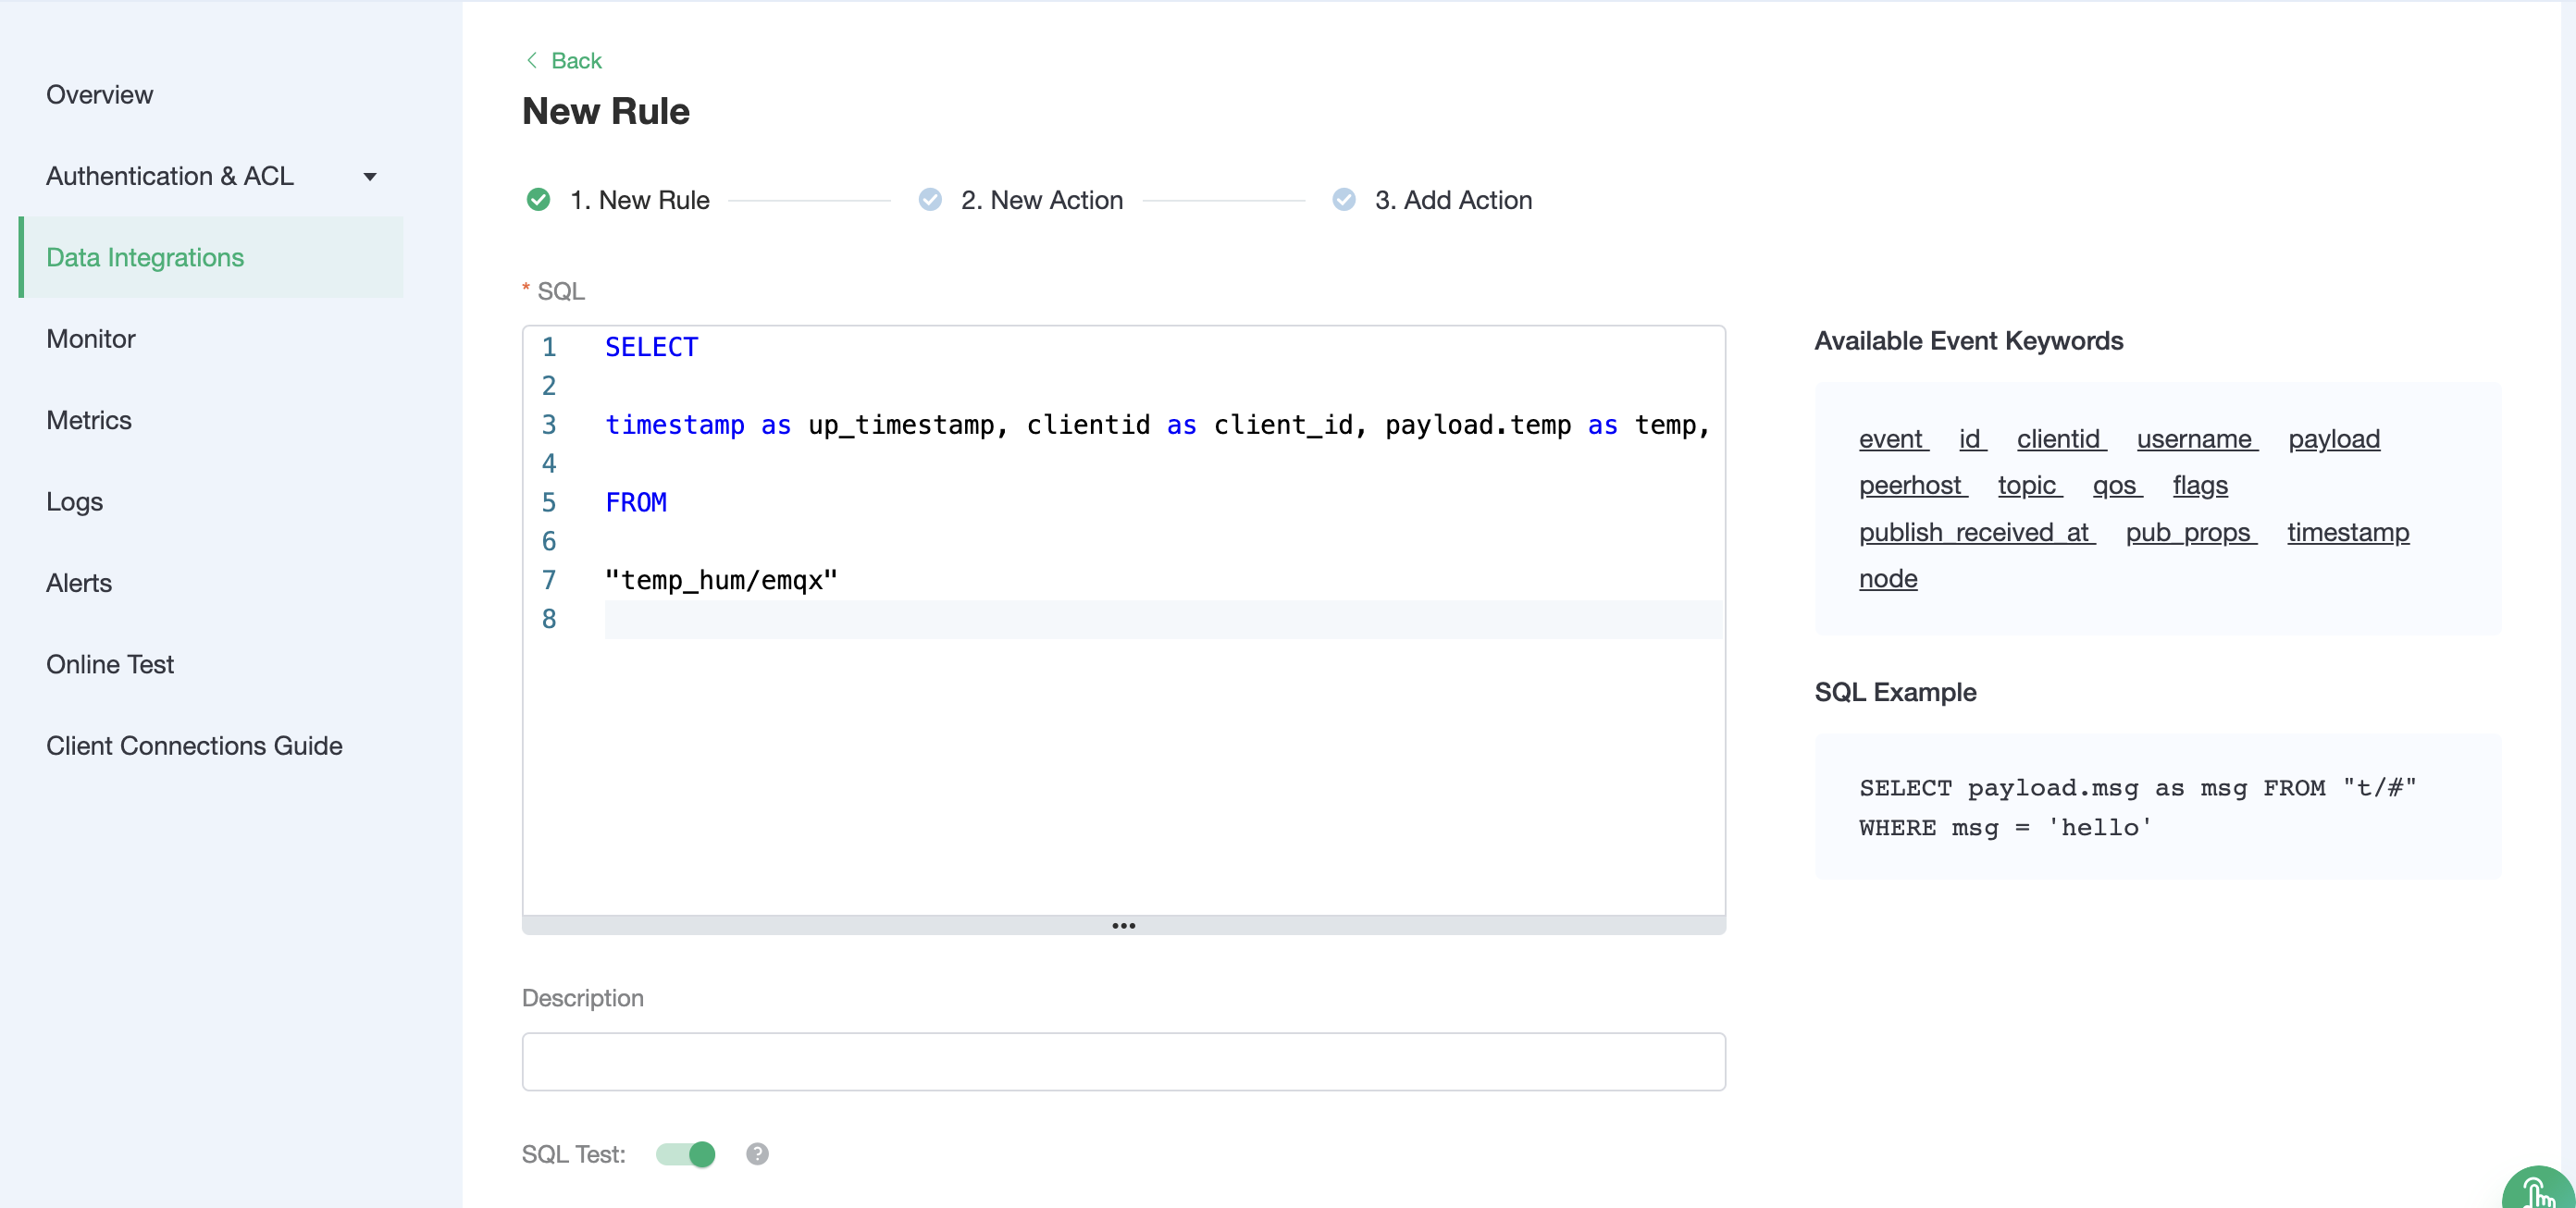 Overview
Authentication & ACL
Data Integrations
Monitor
Metrics
Logs
Alerts
Online Test
Client Connections Guide
Back
New Rule
1. New Rule
2. New Action
3. Add Action
* SQL
1 SELECT
2
3 timestamp as up_timestamp, clientid as client_id, payload.temp as temp,
4
5 FROM
6
7 "temp_hum/emqx"
8
Description
SQL Test:
?
Available Event Keywords
event id clientid username payload
peerhost topic qos flags
publish_received_at pub_props timestamp
node
SQL Example
SELECT payload.msg as msg FROM "t/#"
WHERE msg = 'hello'